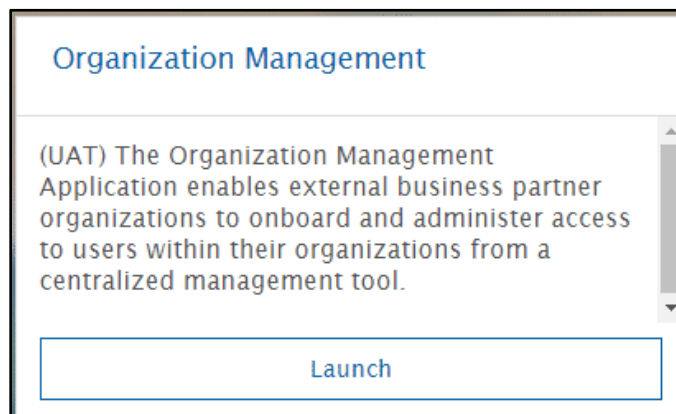 Organization Management
(UAT) The Organization Management
Application enables external business partner
organizations to onboard and administer access
to users within their organizations from a
centralized management tool.
Launch